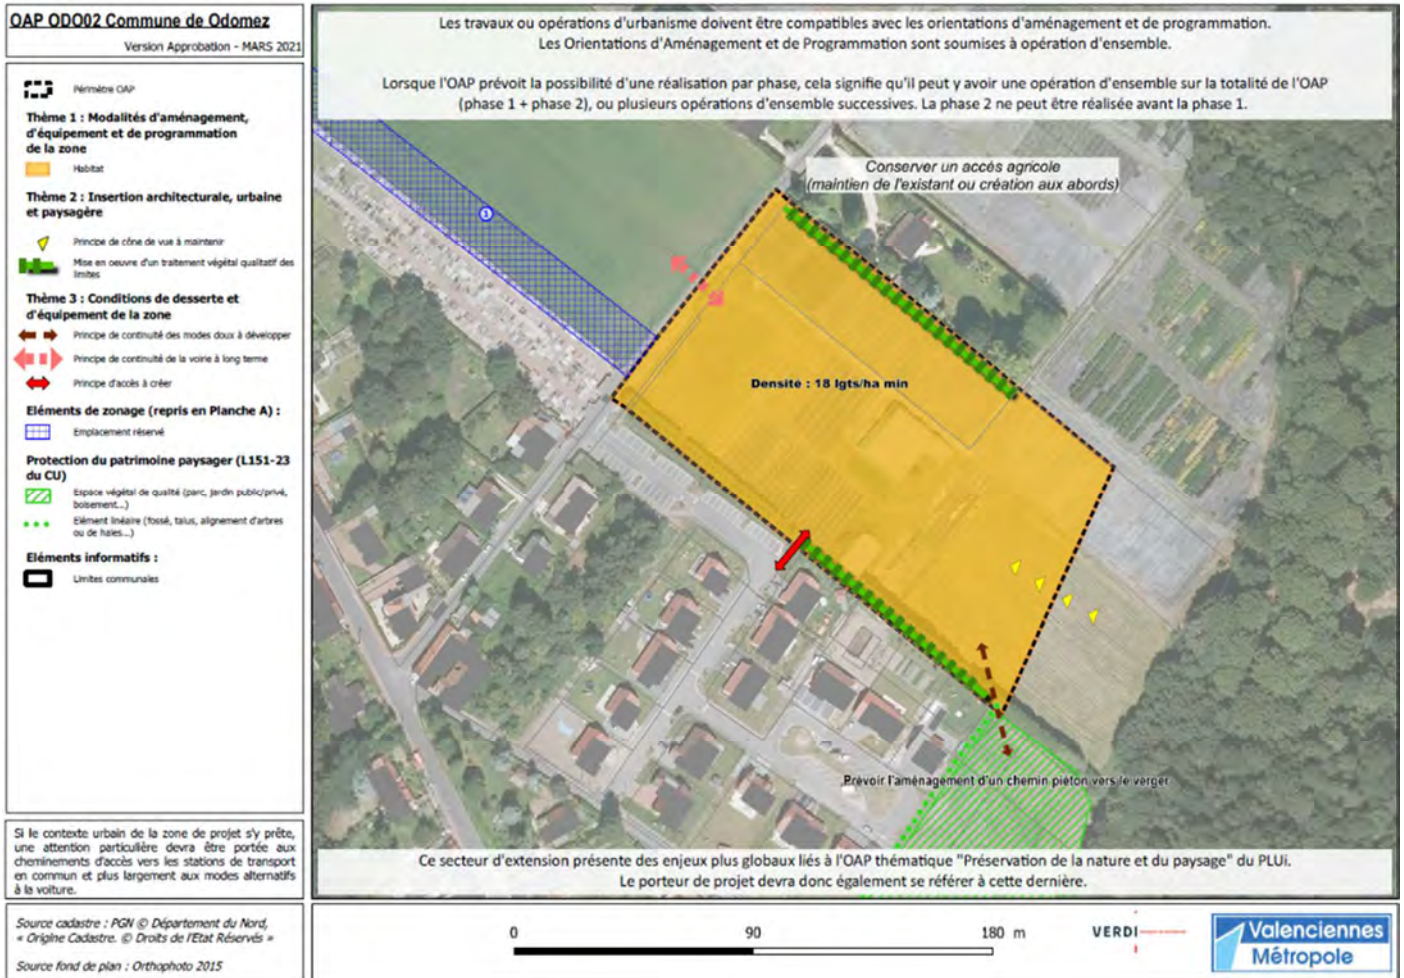 OAP ODO02 Commune de Odomez
Version Approbation - MARS 2021
Périmètre OAP
Thème 1 : Modalités d'aménagement,
d'équipement et de programmation
de la zone
Habitat
Thème 2 : Insertion architecturale, urbaine
et paysagère
Principe de cône de vue à maintenir
Mise en oeuvre d'un traitement végétal qualitatif des
limites
Thème 3 : Conditions de desserte et
d'équipement de la zone
Principe de continuité des modes doux à développer
Principe de continuité de la voirie à long terme
Principe d'accès à créer
Eléments de zonage (repris en Planche A) :
Emplacement réservé
Protection du patrimoine paysager (L151-23
du CU)
Espace végétal de qualité (parc, jardin public/privé,
boisement...)
Elément linéaire (fossé, talus, alignement d'arbres
ou de haies...)
Eléments informatifs :
Limites communales
Si le contexte urbain de la zone de projet s'y prête,
une attention particulière devra être portée aux
cheminements d'accès vers les stations de transport
en commun et plus largement aux modes alternatifs
à la voiture.
Source cadastre : PGN © Département du Nord,
« Origine Cadastre. © Droits de l'Etat Réservés »
Source fond de plan : Orthophoto 2015
Les travaux ou opérations d'urbanisme doivent être compatibles avec les orientations d'aménagement et de programmation.
Les Orientations d'Aménagement et de Programmation sont soumises à opération d'ensemble.
Lorsque l'OAP prévoit la possibilité d'une réalisation par phase, cela signifie qu'il peut y avoir une opération d'ensemble sur la totalité de l'OAP
(phase 1 + phase 2), ou plusieurs opérations d'ensemble successives. La phase 2 ne peut être réalisée avant la phase 1.
Conserver un accès agricole
(maintien de l'existant ou création aux abords)
3
Densité : 18 lgts/ha min
Prévoir l'aménagement d'un chemin piéton vers le verger
Ce secteur d'extension présente des enjeux plus globaux liés à l'OAP thématique "Préservation de la nature et du paysage" du PLUi.
Le porteur de projet devra donc également se référer à cette dernière.
0 90 180 m
VERDI
Valenciennes
Métropole